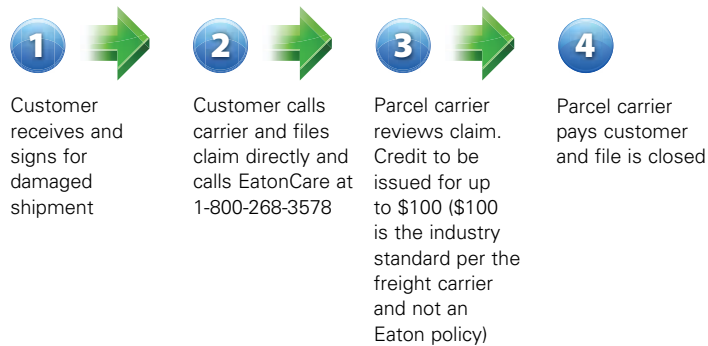 1
Customer
receives and
signs for
damaged
shipment
2
Customer calls
carrier and files
claim directly and
calls EatonCare at
1-800-268-3578
3
Parcel carrier
reviews claim.
Credit to be
issued for up
to $100 ($100
is the industry
standard per the
freight carrier
and not an
Eaton policy)
4
Parcel carrier
pays customer
and file is closed